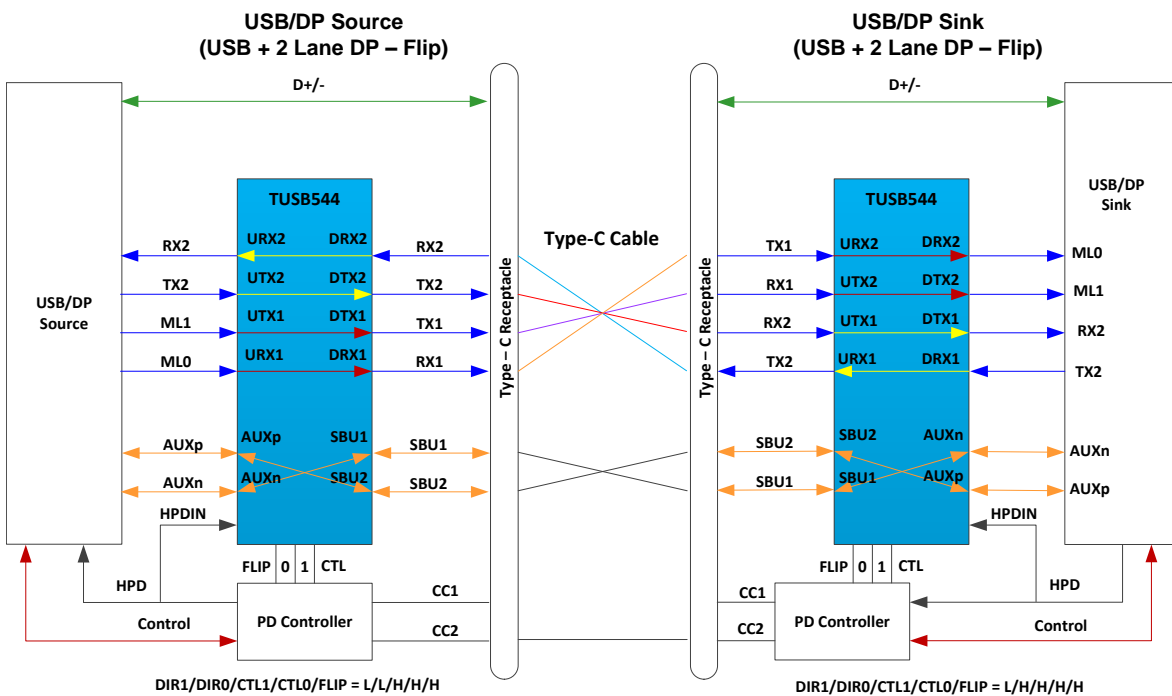 USB/DP Source
(USB + 2 Lane DP – Flip)
USB/DP Sink
(USB + 2 Lane DP – Flip)
D+/-
D+/-
TUSB544
TUSB544
USB/DP
Sink
Type-C Cable
RX2 URX2 DRX2 RX2
TX2 UTX2 DTX2 TX2
ML1 UTX1 DTX1 TX1
ML0 URX1 DRX1 RX1
USB/DP
Source
Type – C Receptacle
Type – C Receptacle
TX1 URX2 DRX2 ML0
RX1 UTX2 DTX2 ML1
RX2 UTX1 DTX1 RX2
TX2 URX1 DRX1 TX2
AUXp AUXp SBU1 SBU1
AUXn AUXn SBU2 SBU2
SBU2 SBU2 AUXn AUXn
SBU1 SBU1 AUXp AUXp
HPDIN
HPDIN
FLIP 0 1 CTL
FLIP 0 1 CTL
HPD
HPD
CC1
CC1
Control
PD Controller
PD Controller
Control
CC2
CC2
DIR1/DIR0/CTL1/CTL0/FLIP = L/L/H/H/H
DIR1/DIR0/CTL1/CTL0/FLIP = L/H/H/H/H